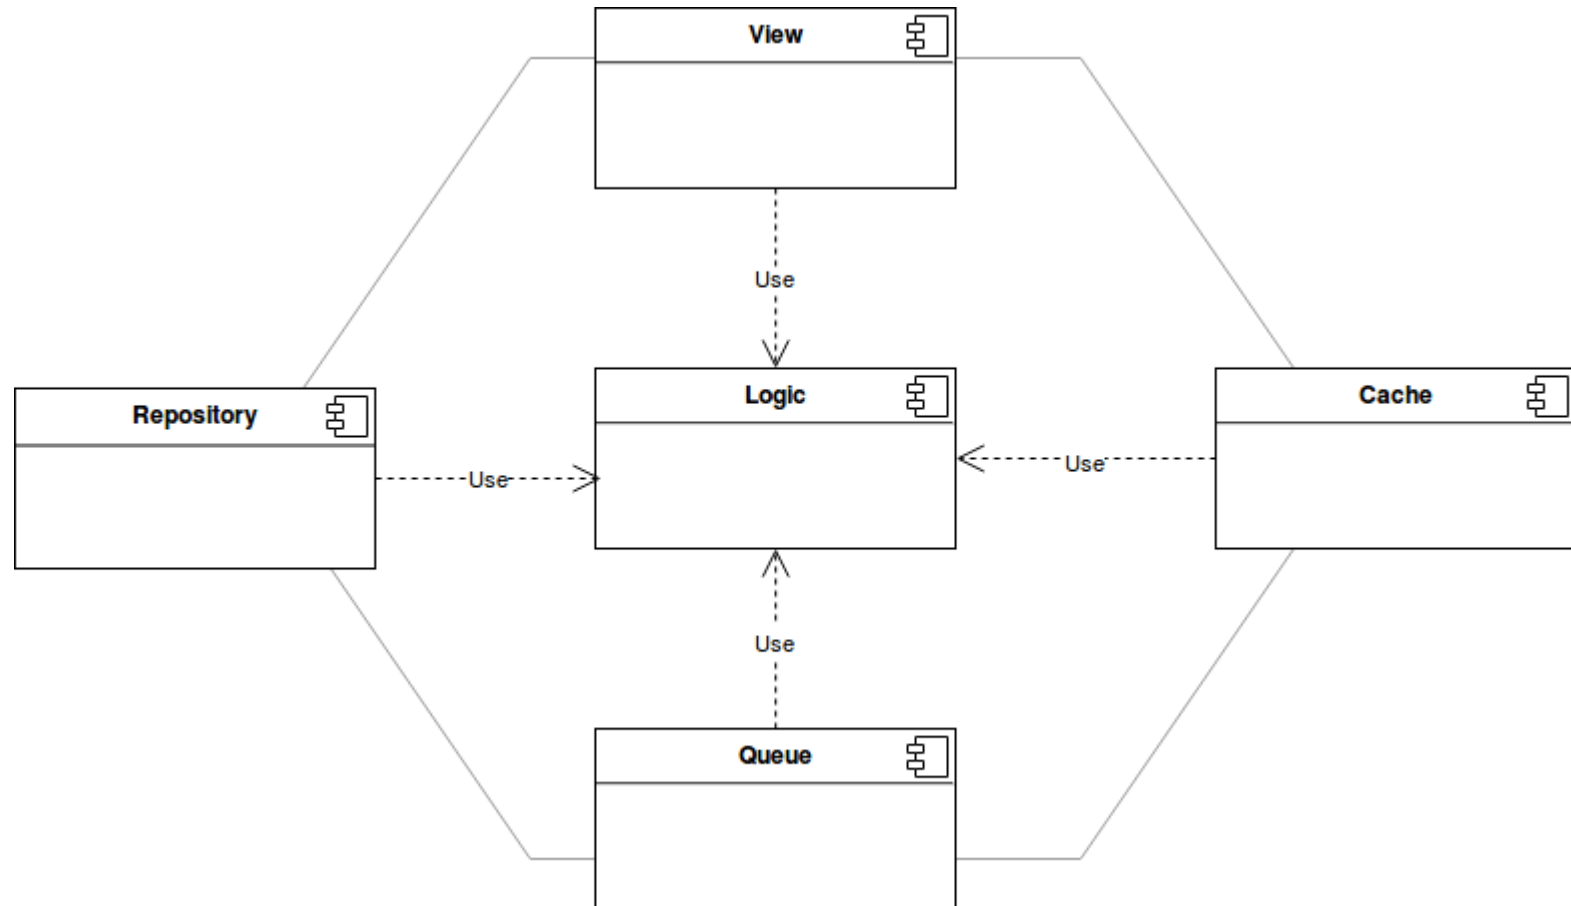 View
Use
Repository
Logic
Cache
Use
Use
Use
Queue